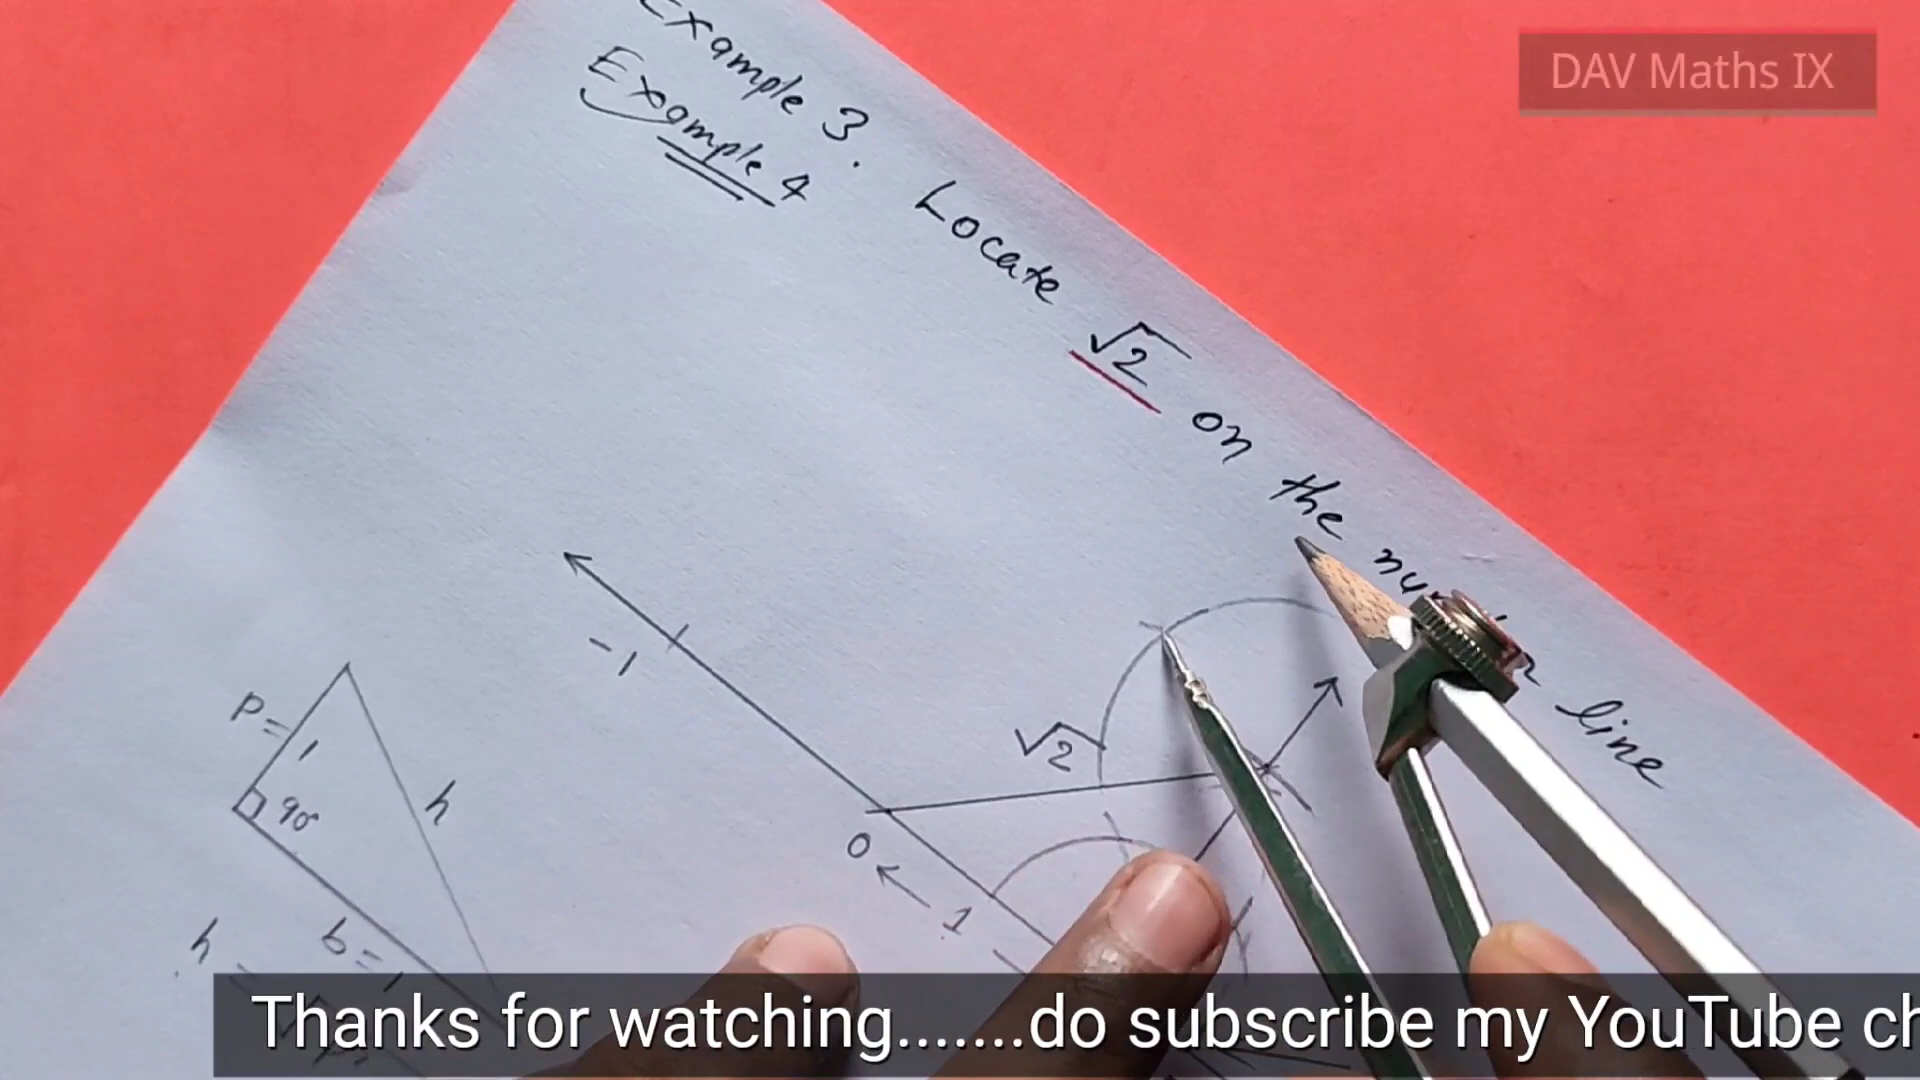 DAV Maths IX
Example 3. Locate √2 on the line
Example 4
-1
√2
P=1
h
90°
0
1
b=1
h =
Thanks for watching.......do subscribe my YouTube ch